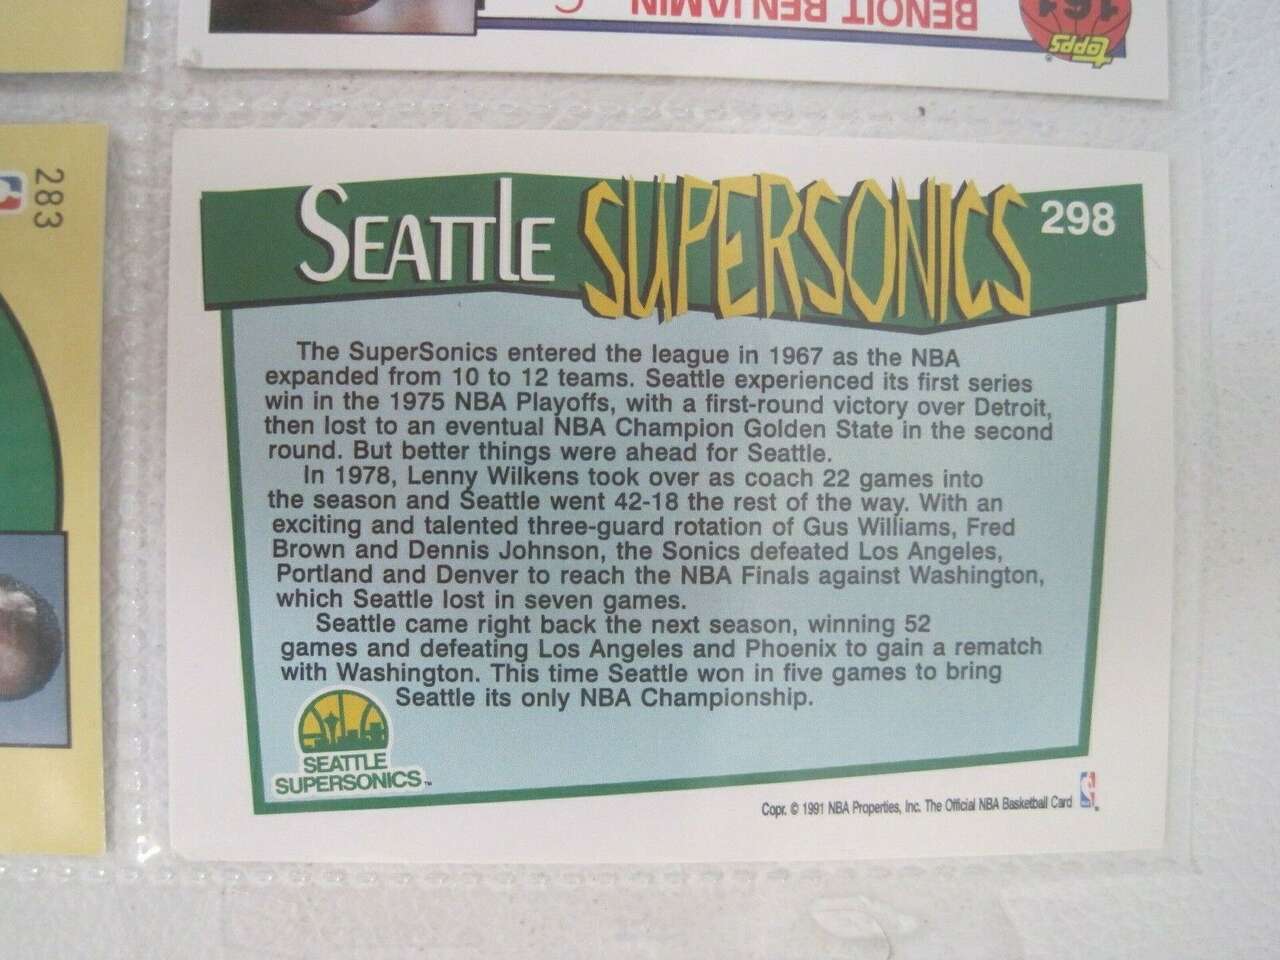 BENOIT BENJAMIN
161
TOPPS
283
SEATTLE SUPERSONICS 298
The SuperSonics entered the league in 1967 as the NBA
expanded from 10 to 12 teams. Seattle experienced its first series
win in the 1975 NBA Playoffs, with a first-round victory over Detroit,
then lost to an eventual NBA Champion Golden State in the second
round. But better things were ahead for Seattle.
In 1978, Lenny Wilkens took over as coach 22 games into
the season and Seattle went 42-18 the rest of the way. With an
exciting and talented three-guard rotation of Gus Williams, Fred
Brown and Dennis Johnson, the Sonics defeated Los Angeles,
Portland and Denver to reach the NBA Finals against Washington,
which Seattle lost in seven games.
Seattle came right back the next season, winning 52
games and defeating Los Angeles and Phoenix to gain a rematch
with Washington. This time Seattle won in five games to bring
Seattle its only NBA Championship.
SEATTLE
SUPERSONICS™
Copr. © 1991 NBA Properties, Inc. The Official NBA Basketball Card